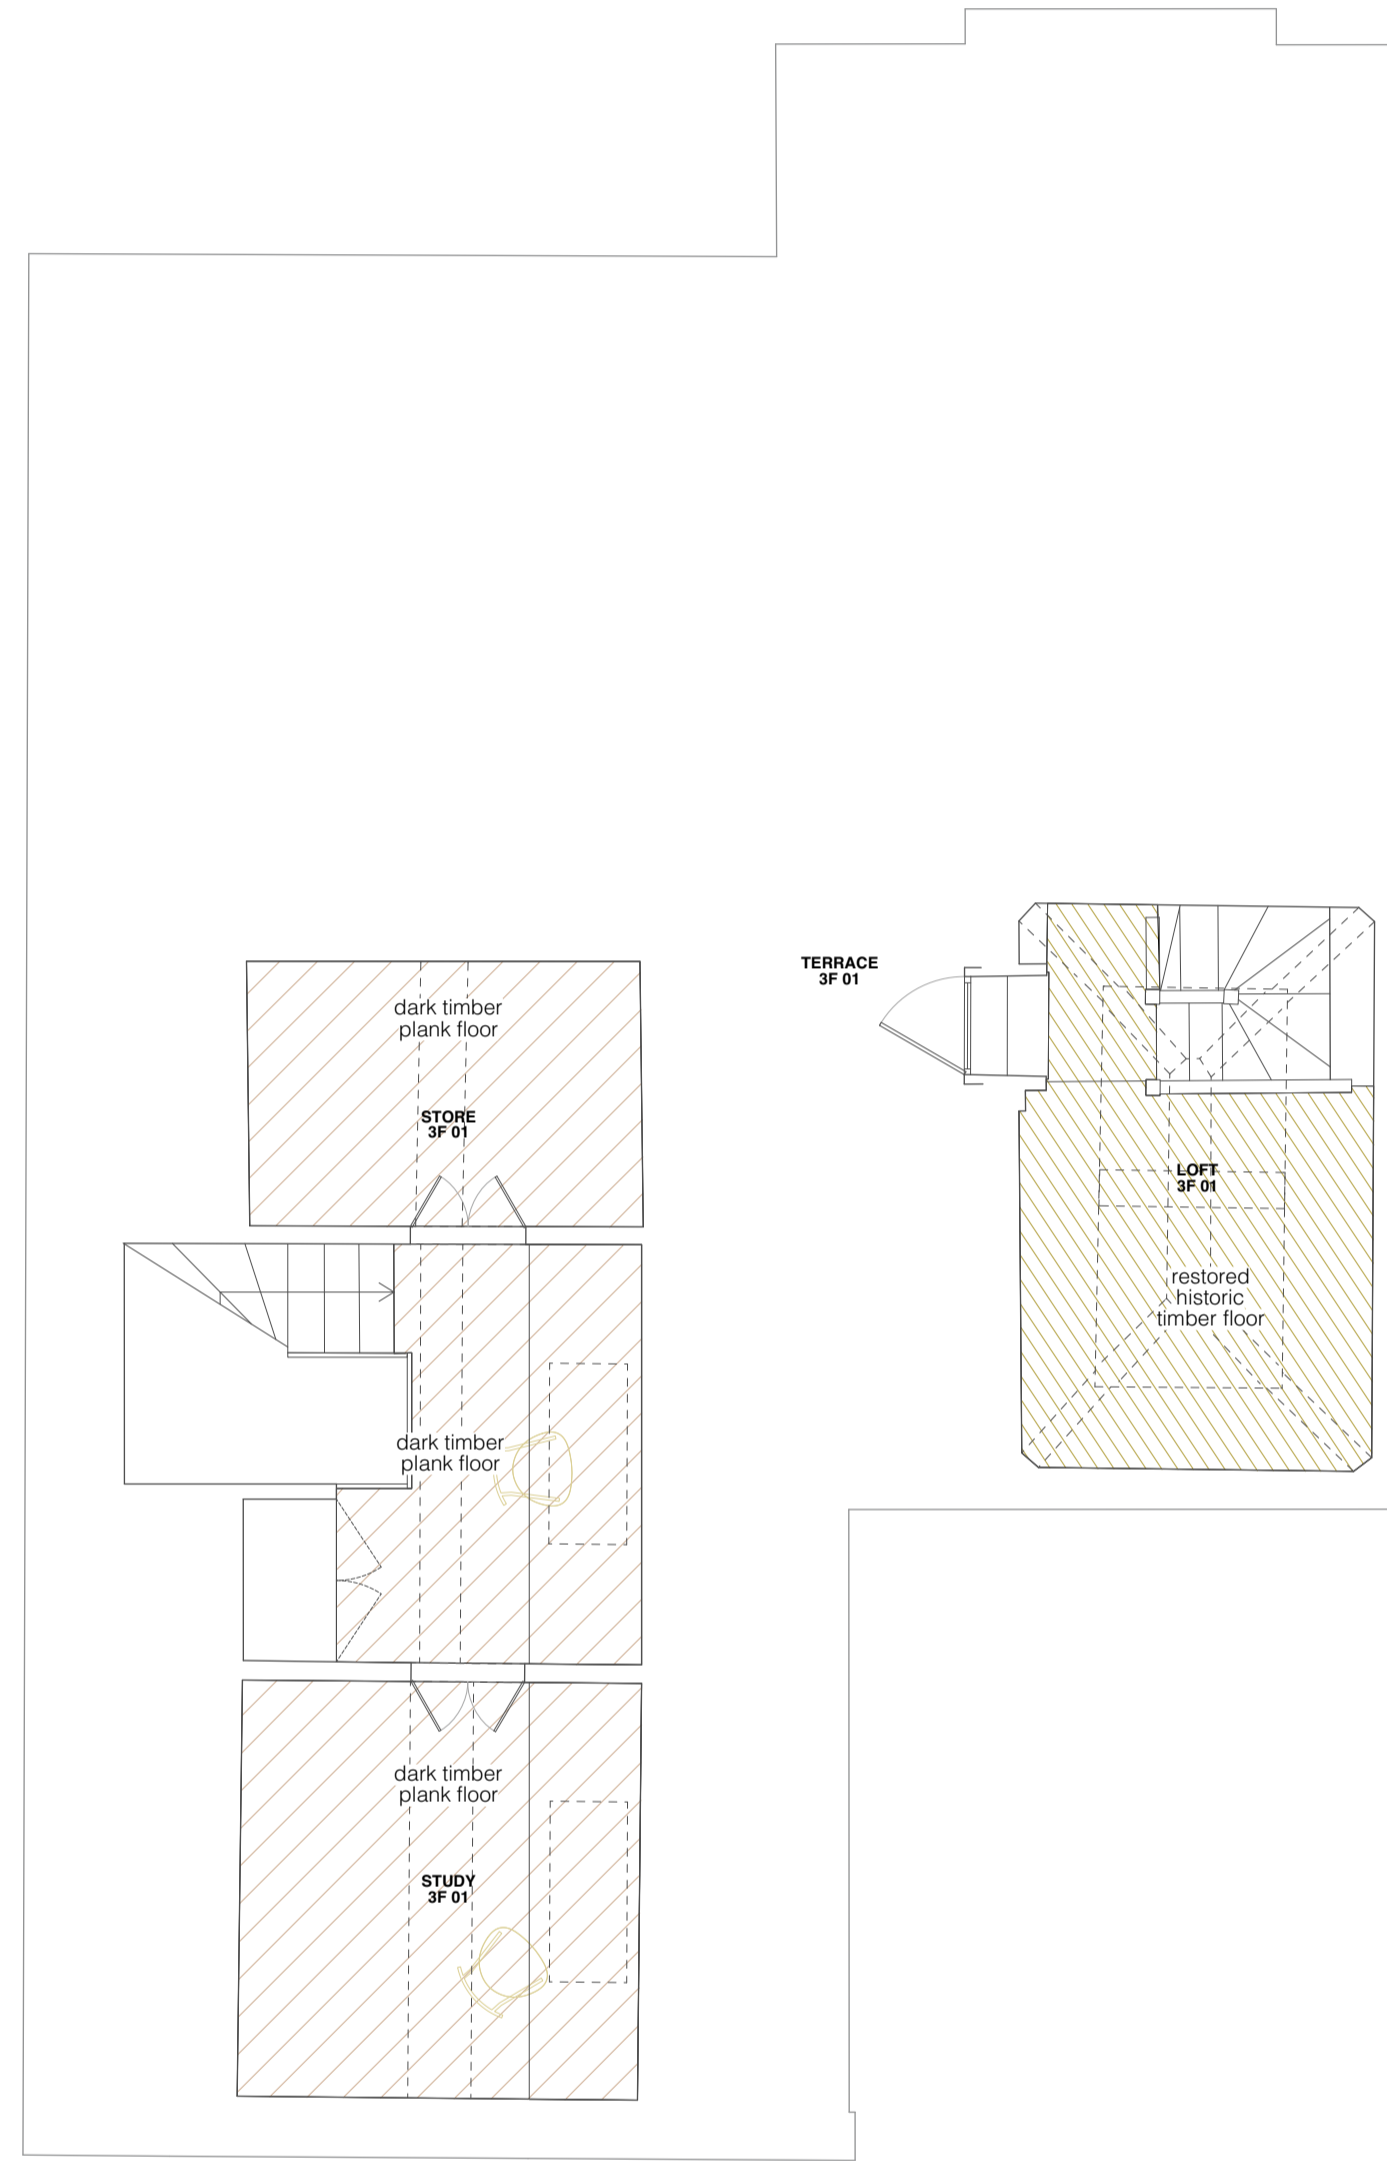 TERRACE
3F 01
dark timber
plank floor
STORE
3F 01
LOFT
3F 01
restored
historic
timber floor
dark timber
plank floor
dark timber
plank floor
STUDY
3F 01